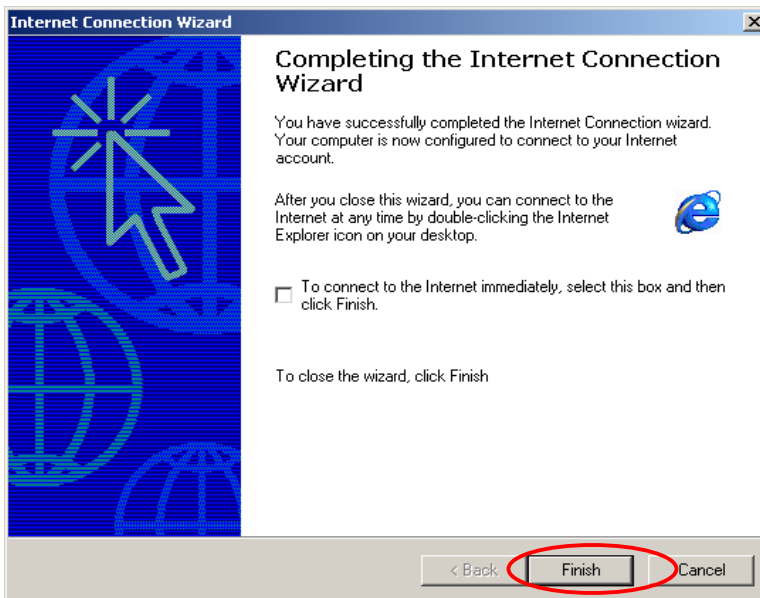 Internet Connection Wizard
Completing the Internet Connection
Wizard
You have successfully completed the Internet Connection wizard.
Your computer is now configured to connect to your Internet
account.
After you close this wizard, you can connect to the
Internet at any time by double-clicking the Internet
Explorer icon on your desktop.
To connect to the Internet immediately, select this box and then
click Finish.
To close the wizard, click Finish
< Back
Finish
Cancel